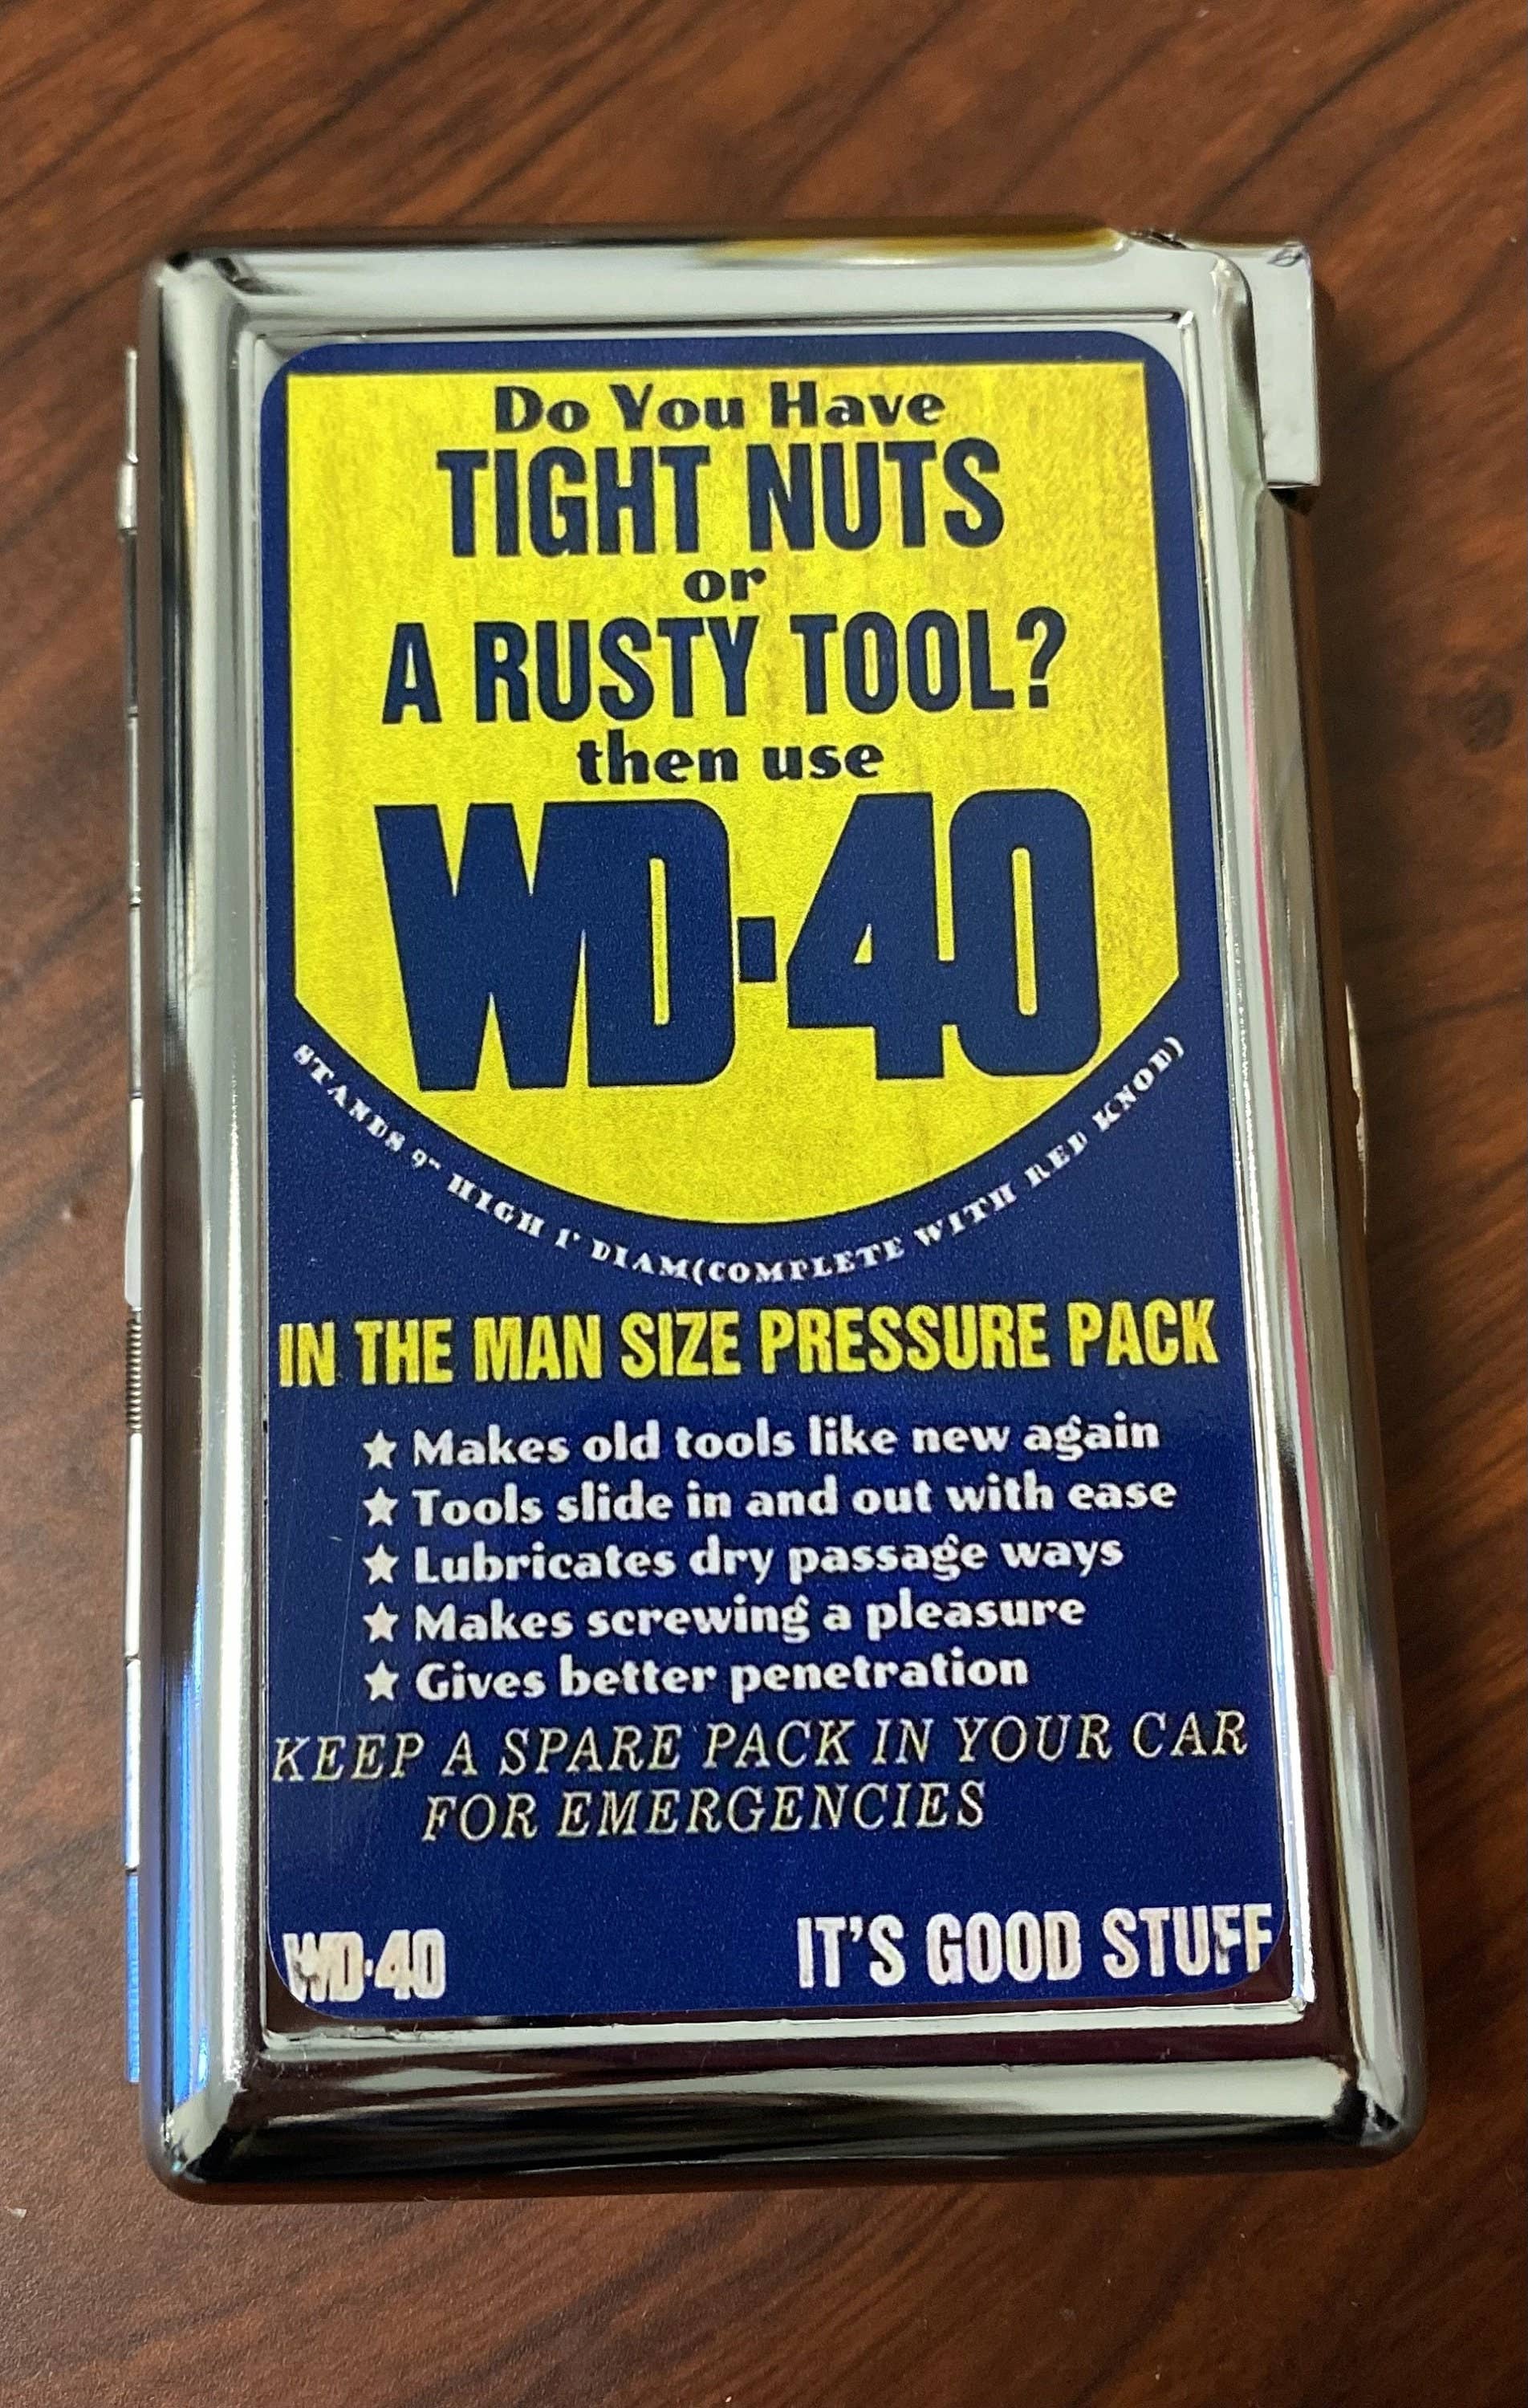 Do You Have
TIGHT NUTS
or
A RUSTY TOOL?
then use
WD-40
STANDS 9" HIGH 1' DIAM(COMPLETE WITH RED KNOB)
IN THE MAN SIZE PRESSURE PACK
★ Makes old tools like new again
★ Tools slide in and out with ease
★ Lubricates dry passage ways
★ Makes screwing a pleasure
★ Gives better penetration
KEEP A SPARE PACK IN YOUR CAR
FOR EMERGENCIES
WD-40
IT'S GOOD STUFF